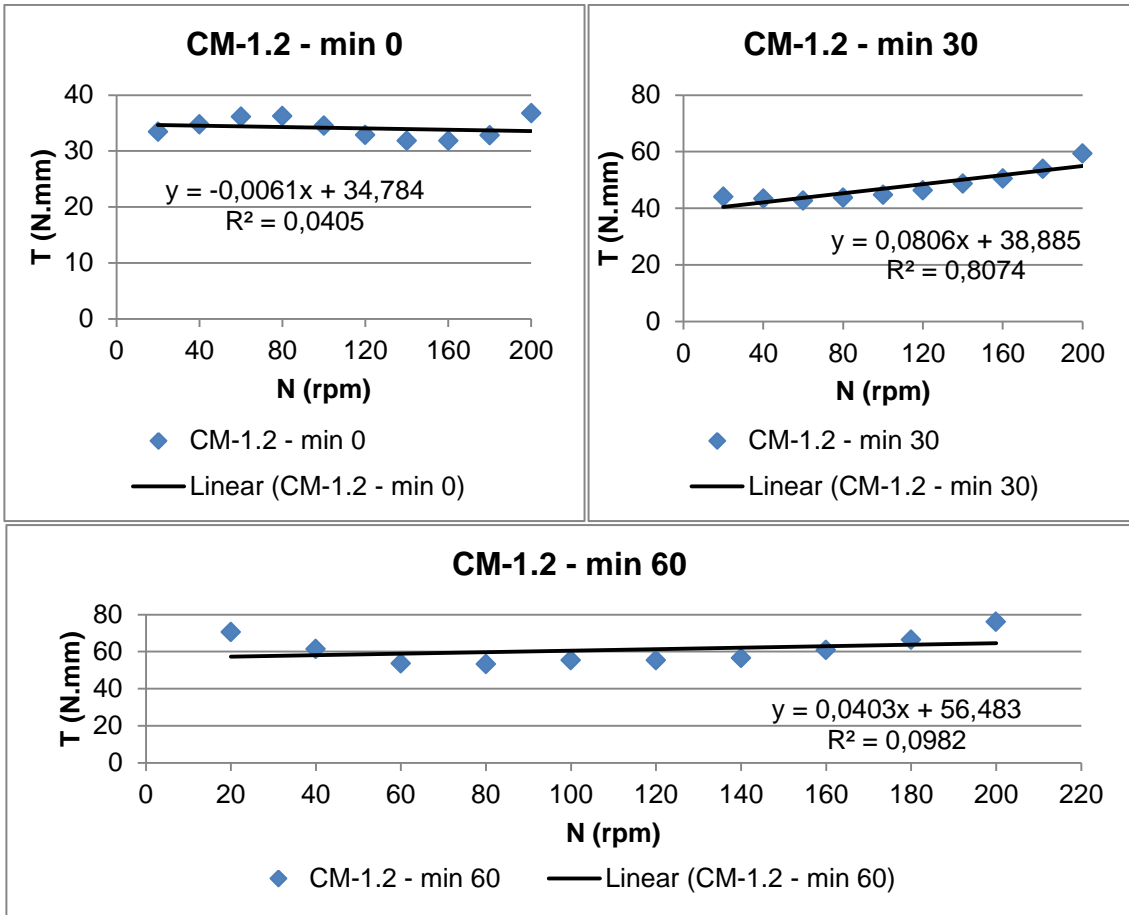 CM-1.2 - min 0
40
30
20
10
0
T (N.mm)
y = -0,0061x + 34,784
R² = 0,0405
0 40 80 120 160 200
N (rpm)
CM-1.2 - min 0
Linear (CM-1.2 - min 0)
CM-1.2 - min 30
80
60
40
20
0
T (N.mm)
y = 0,0806x + 38,885
R² = 0,8074
0 40 80 120 160 200
N (rpm)
CM-1.2 - min 30
Linear (CM-1.2 - min 30)
CM-1.2 - min 60
80
60
40
20
0
T (N.mm)
y = 0,0403x + 56,483
R² = 0,0982
0 20 40 60 80 100 120 140 160 180 200 220
N (rpm)
CM-1.2 - min 60 Linear (CM-1.2 - min 60)